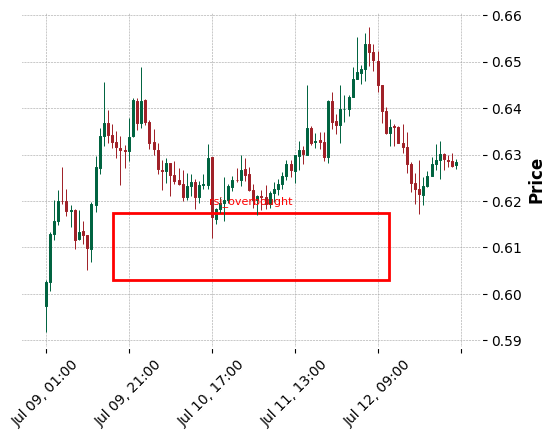 0.66
0.65
0.64
0.63
0.62
0.61
0.60
0.59
Price
rsi_overbought
Jul 09, 01:00
Jul 09, 21:00
Jul 10, 17:00
Jul 11, 13:00
Jul 12, 09:00